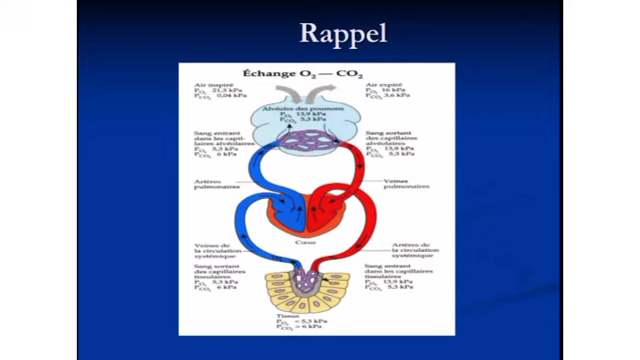 Rappel
Échange O₂ — CO₂
Air inspiré
P O₂ 21,3 kPa
P CO₂ 0,04 kPa
Air expiré
P O₂ 16 kPa
P CO₂ 3,6 kPa
Alvéoles des poumons
P O₂ 13,9 kPa
P CO₂ 5,3 kPa
Sang entrant
dans les capil-
laires alvéolaires
P O₂ 5,3 kPa
P CO₂ 6 kPa
Sang sortant
des capillaires
alvéolaires
P O₂ 13,9 kPa
P CO₂ 5,3 kPa
Artères
pulmonaires
Veines
pulmonaires
Cœur
Veines de
la circulation
systémique
Artères de
la circulation
systémique
Sang sortant
des capillaires
tissulaires
P O₂ 5,3 kPa
P CO₂ 6 kPa
Sang entrant
dans les capillaires
tissulaires
P O₂ 13,9 kPa
P CO₂ 5,3 kPa
Tissus
P O₂ < 5,3 kPa
P CO₂ > 6 kPa